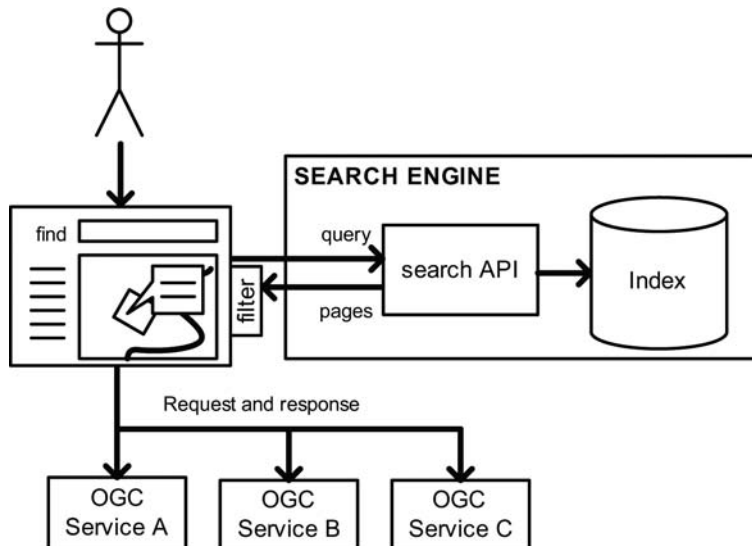 SEARCH ENGINE
find
query
search API
Index
filter
pages
Request and response
OGC
Service A
OGC
Service B
OGC
Service C